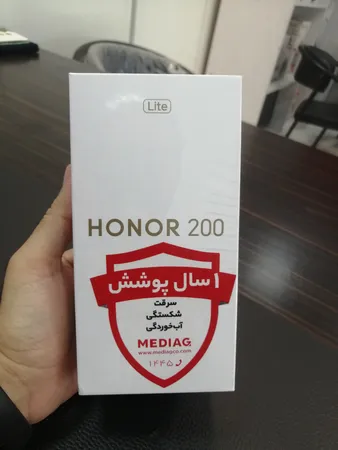 Lite
HONOR 200
۱ سال پوشش
سرقت
شکستگی
آب‌خوردگی
MEDIAG
www.mediagco.com
۱۴۴۵